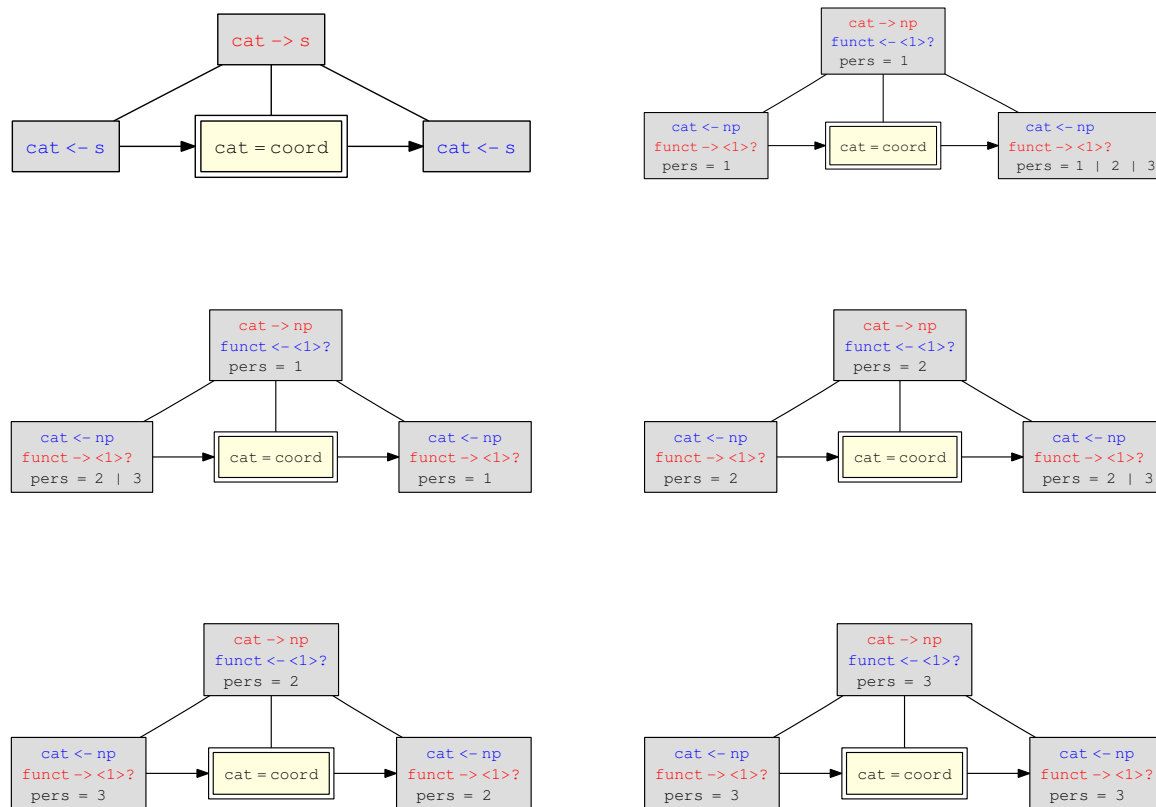 cat -> s
cat <- s
cat = coord
cat <- s
cat -> np
funct <- <1>?
pers = 1
cat <- np
funct -> <1>?
pers = 1
cat = coord
cat <- np
funct -> <1>?
pers = 1 | 2 | 3
cat -> np
funct <- <1>?
pers = 1
cat <- np
funct -> <1>?
pers = 2 | 3
cat = coord
cat <- np
funct -> <1>?
pers = 1
cat -> np
funct <- <1>?
pers = 2
cat <- np
funct -> <1>?
pers = 2
cat = coord
cat <- np
funct -> <1>?
pers = 2 | 3
cat -> np
funct <- <1>?
pers = 2
cat <- np
funct -> <1>?
pers = 3
cat = coord
cat <- np
funct -> <1>?
pers = 2
cat -> np
funct <- <1>?
pers = 3
cat <- np
funct -> <1>?
pers = 3
cat = coord
cat <- np
funct -> <1>?
pers = 3